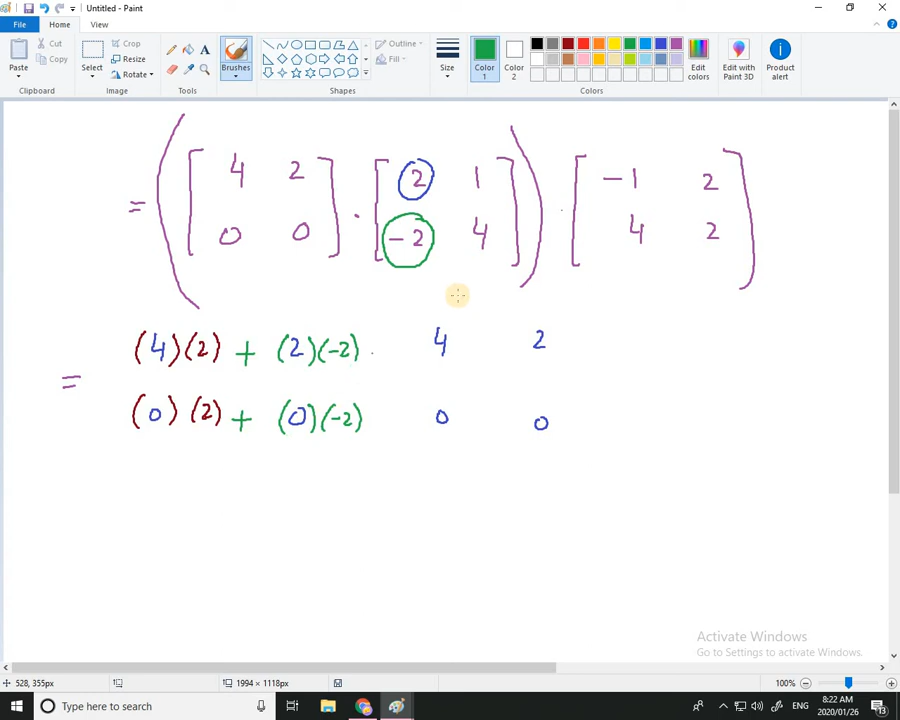 Untitled - Paint
File Home View
Paste Cut Copy Select Crop Resize Rotate Brushes Outline Fill Size Color 1 Color 2 Edit colors Edit with Paint 3D Product alert
Clipboard Image Tools Shapes Colors
= ( [ 4 2 ] · [ 2 1 ] ) · [ -1 2 ]
0 0 -2 4 4 2
(4)(2) + (2)(-2) 4 2
=
(0)(2) + (0)(-2) 0 0
Activate Windows
Go to Settings to activate Windows.
528, 355px 1994 × 1118px 100%
Type here to search ENG 8:22 AM 2020/01/26 13